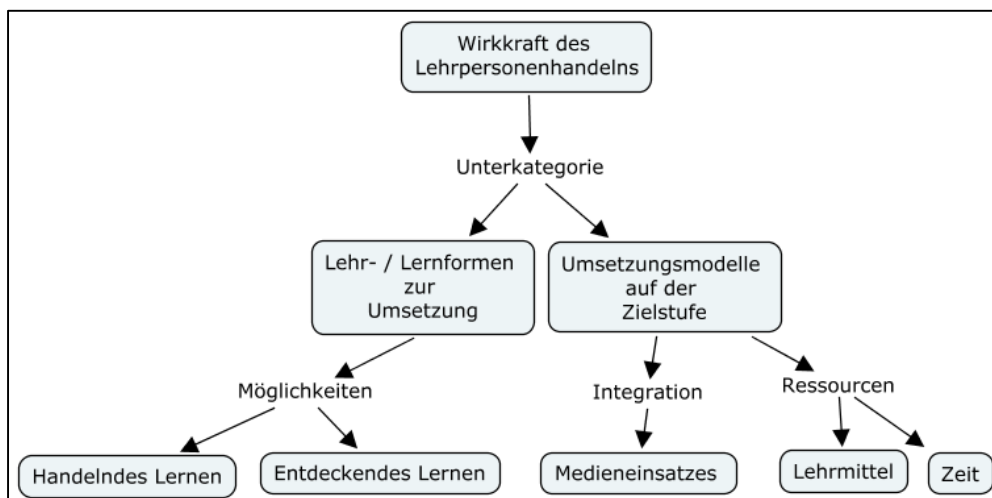 Wirkkraft des
Lehrpersonenhandelns
Unterkategorie
Lehr- / Lernformen
zur
Umsetzung
Umsetzungsmodelle
auf der
Zielstufe
Möglichkeiten
Integration
Ressourcen
Handelndes Lernen
Entdeckendes Lernen
Medieneinsatzes
Lehrmittel
Zeit